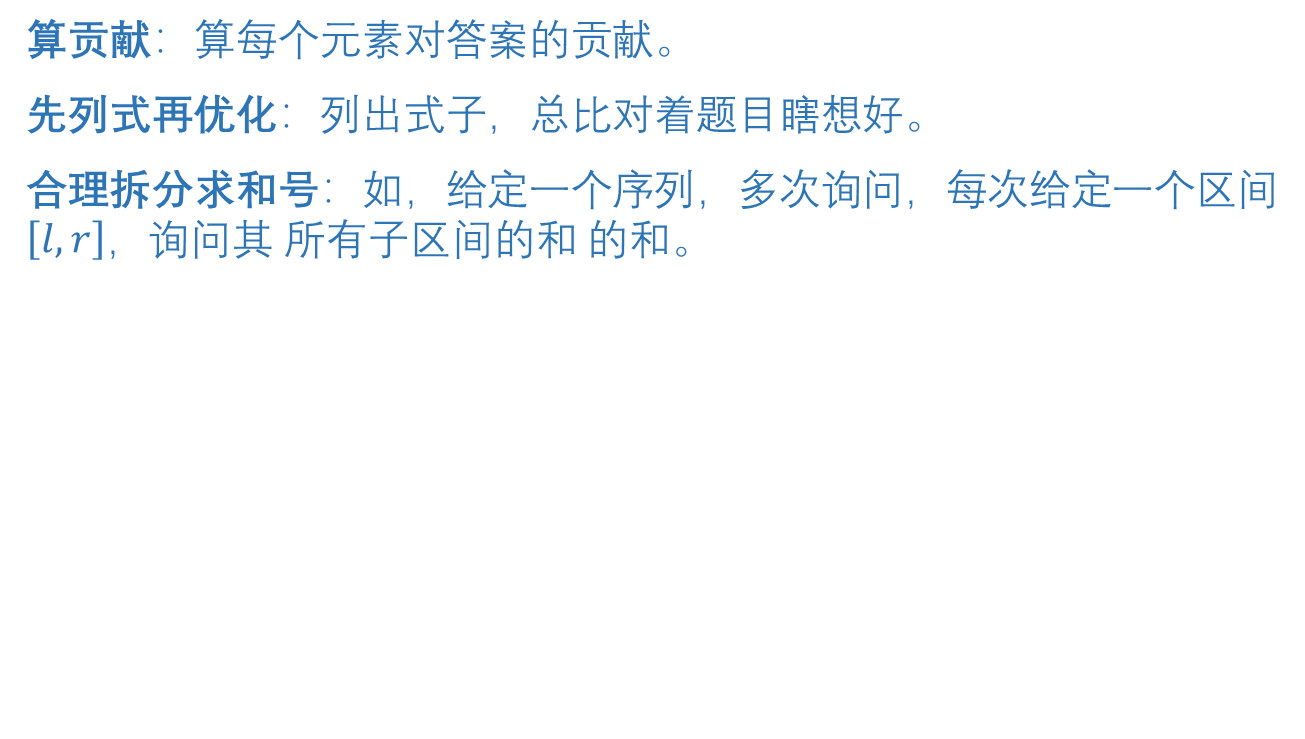 算贡献：算每个元素对答案的贡献。
先列式再优化：列出式子，总比对着题目瞎想好。
合理拆分求和号：如，给定一个序列，多次询问，每次给定一个区间
[l, r]，询问其 所有子区间的和 的和。